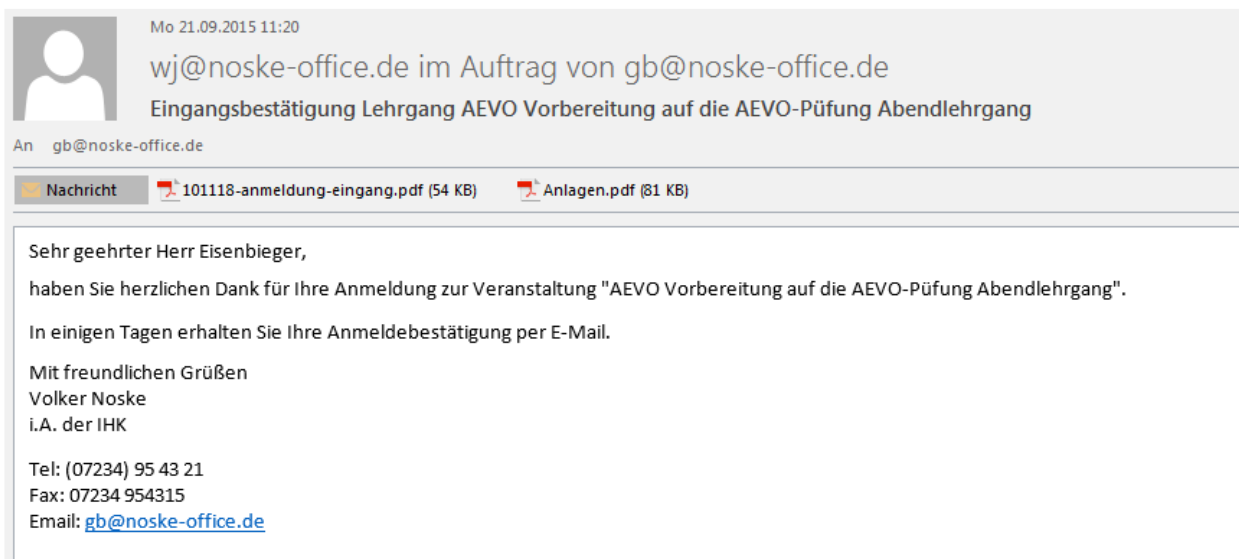 Mo 21.09.2015 11:20
wj@noske-office.de im Auftrag von gb@noske-office.de
Eingangsbestätigung Lehrgang AEVO Vorbereitung auf die AEVO-Püfung Abendlehrgang
An gb@noske-office.de
Nachricht 101118-anmeldung-eingang.pdf (54 KB) Anlagen.pdf (81 KB)
Sehr geehrter Herr Eisenbieger,
haben Sie herzlichen Dank für Ihre Anmeldung zur Veranstaltung "AEVO Vorbereitung auf die AEVO-Püfung Abendlehrgang".
In einigen Tagen erhalten Sie Ihre Anmeldebestätigung per E-Mail.
Mit freundlichen Grüßen
Volker Noske
i.A. der IHK
Tel: (07234) 95 43 21
Fax: 07234 954315
Email: gb@noske-office.de